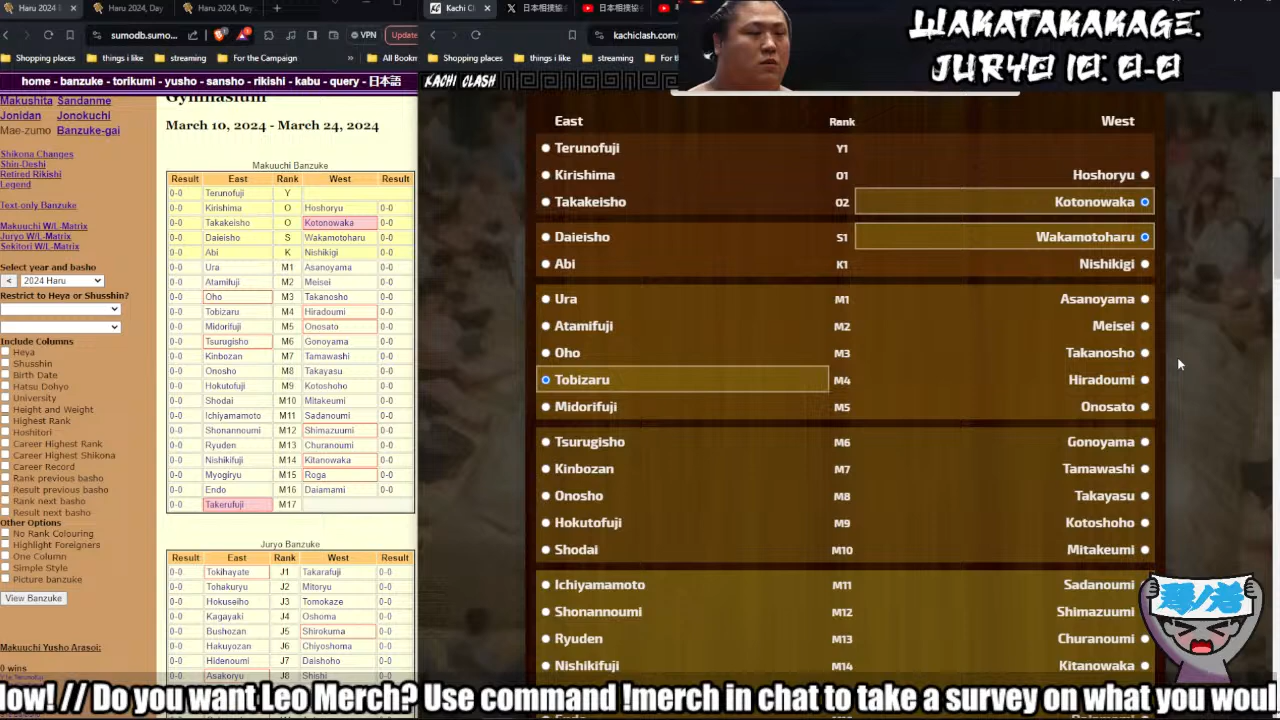 Haru 2024 B
Haru 2024, Day
Haru 2024, Day
Kachi Cl
日本相撲協
日本相撲協
sumodb.sumo...
VPN
Update
kachiclash.com
Shopping places
things i like
streaming
For the Campaign
All Book
Shopping places
things i like
streaming
For the Campaign
WAKATAKAKAGE:
JURYO 10: 0-0
home - banzuke - torikumi - yusho - sansho - rikishi - kabu - query - 日本語
KACHI CLASH
Makushita Sandanme
Jonidan Jonokuchi
Mae-zumo Banzuke-gai
Shikona Changes
Shin-Deshi
Retired Rikishi
Legend
Text-only Banzuke
Makuuchi W/L-Matrix
Juryo W/L-Matrix
Sekitori W/L-Matrix
Select year and basho
< 2024 Haru
Restrict to Heya or Shusshin?
Include Columns
Heya
Shusshin
Birth Date
Hatsu Dohyo
University
Height and Weight
Highest Rank
Hoshitori
Career Highest Rank
Career Highest Shikona
Career Record
Rank previous basho
Result previous basho
Rank next basho
Result next basho
Other Options
No Rank Colouring
Highlight Foreigners
One Column
Simple Style
Picture banzuke
View Banzuke
Makuuchi Yusho Arasoi:
0 wins
Gymnasium
March 10, 2024 - March 24, 2024
Makuuchi Banzuke
Result East Rank West Result
0-0 Terunofuji Y
0-0 Kirishima O Hoshoryu 0-0
0-0 Takakeisho O Kotonowaka 0-0
0-0 Daieisho S Wakamotoharu 0-0
0-0 Abi K Nishikigi 0-0
0-0 Ura M1 Asanoyama 0-0
0-0 Atamifuji M2 Meisei 0-0
0-0 Oho M3 Takanosho 0-0
0-0 Tobizaru M4 Hiradoumi 0-0
0-0 Midorifuji M5 Onosato 0-0
0-0 Tsurugisho M6 Gonoyama 0-0
0-0 Kinbozan M7 Tamawashi 0-0
0-0 Onosho M8 Takayasu 0-0
0-0 Hokutofuji M9 Kotoshoho 0-0
0-0 Shodai M10 Mitakeumi 0-0
0-0 Ichiyamamoto M11 Sadanoumi 0-0
0-0 Shonannoumi M12 Shimazuumi 0-0
0-0 Ryuden M13 Churanoumi 0-0
0-0 Nishikifuji M14 Kitanowaka 0-0
0-0 Myogiryu M15 Roga 0-0
0-0 Endo M16 Daiamami 0-0
0-0 Takerufuji M17
Juryo Banzuke
Result East Rank West Result
0-0 Tokihayate J1 Takarafuji 0-0
0-0 Tohakuryu J2 Mitoryu 0-0
0-0 Hokuseiho J3 Tomokaze 0-0
0-0 Kagayaki J4 Oshoma 0-0
0-0 Bushozan J5 Shirokuma 0-0
0-0 Hakuyozan J6 Chiyoshoma 0-0
0-0 Hidenoumi J7 Daishoho 0-0
0-0 Asakoryu J8 Shishi 0-0
East Rank West
Terunofuji Y1
Kirishima O1 Hoshoryu
Takakeisho O2 Kotonowaka
Daieisho S1 Wakamotoharu
Abi K1 Nishikigi
Ura M1 Asanoyama
Atamifuji M2 Meisei
Oho M3 Takanosho
Tobizaru M4 Hiradoumi
Midorifuji M5 Onosato
Tsurugisho M6 Gonoyama
Kinbozan M7 Tamawashi
Onosho M8 Takayasu
Hokutofuji M9 Kotoshoho
Shodai M10 Mitakeumi
Ichiyamamoto M11 Sadanoumi
Shonannoumi M12 Shimazuumi
Ryuden M13 Churanoumi
Nishikifuji M14 Kitanowaka
low! // Do you want Leo Merch? Use command !merch in chat to take a survey on what you woul